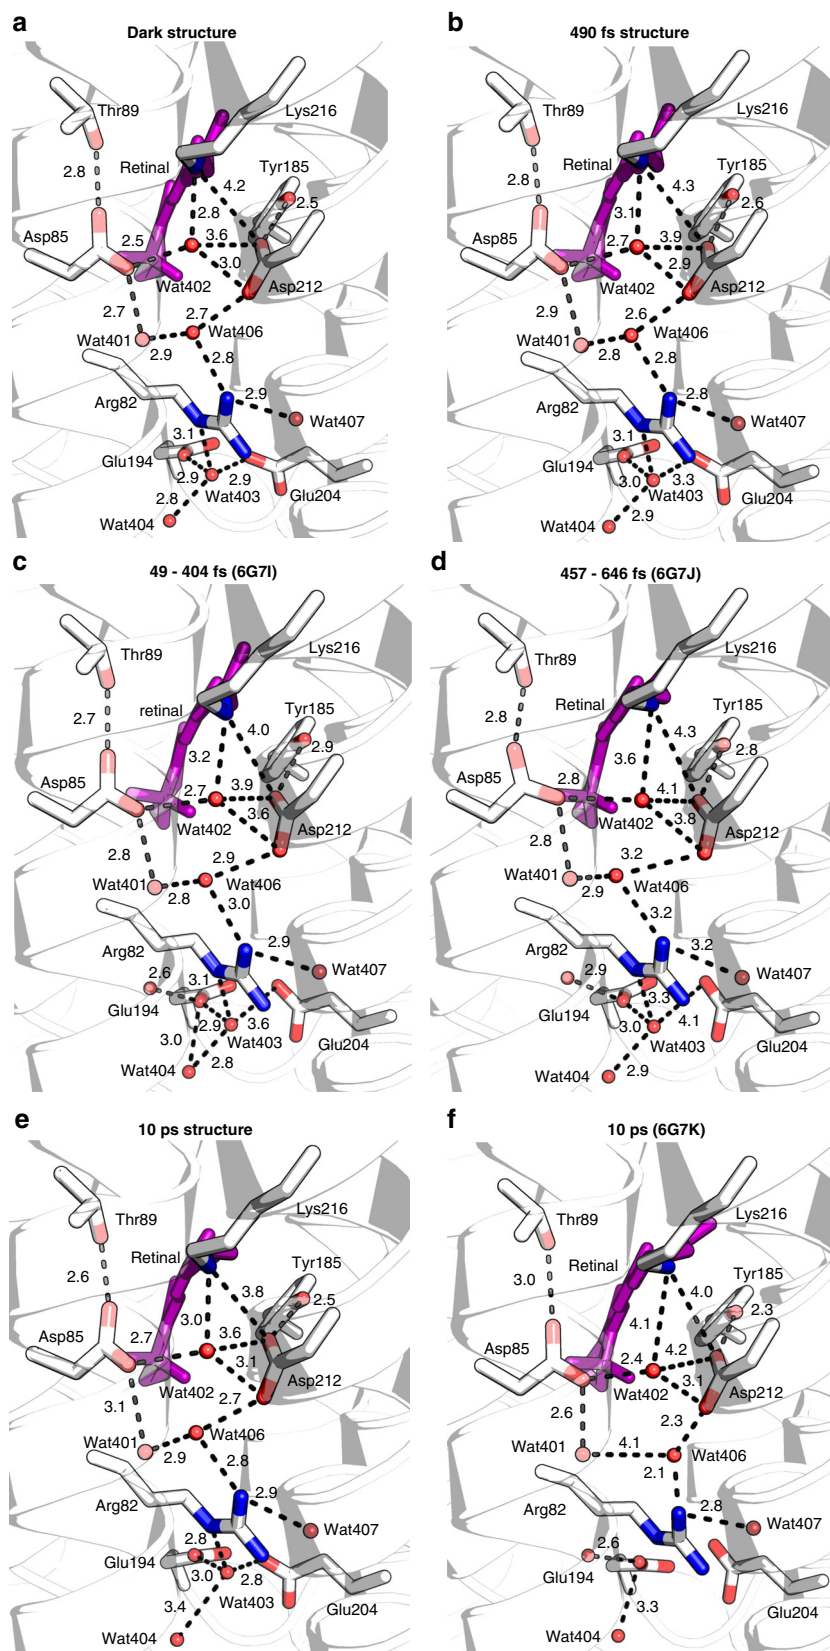 a
Dark structure
Thr89
Lys216
Retinal
Tyr185
2.8
4.2
2.5
2.8
Asp85
2.5
3.6
3.0
Wat402
Asp212
2.7
2.7
Wat401
Wat406
2.9
2.8
Arg82
2.9
Wat407
3.1
Glu194
2.9
2.9
Wat403
2.8
Glu204
Wat404
b
490 fs structure
Thr89
Lys216
Retinal
Tyr185
2.8
4.3
2.6
3.1
Asp85
2.7
3.9
2.9
Wat402
Asp212
2.9
2.6
Wat401
Wat406
2.8
2.8
Arg82
2.8
Wat407
3.1
Glu194
3.0
3.3
Wat403
Glu204
2.9
Wat404
c
49 - 404 fs (6G7I)
Thr89
Lys216
retinal
Tyr185
2.7
4.0
2.9
3.2
Asp85
2.7
3.9
3.6
Wat402
Asp212
2.8
2.9
Wat401
Wat406
2.8
3.0
Arg82
2.9
2.6
Wat407
3.1
Glu194
2.9
3.6
3.0
Wat403
Glu204
2.8
Wat404
d
457 - 646 fs (6G7J)
Thr89
Lys216
Retinal
Tyr185
2.8
4.3
2.8
3.6
Asp85
2.8
4.1
3.8
Wat402
Asp212
2.8
3.2
Wat401
Wat406
2.9
3.2
Arg82
3.2
2.9
Wat407
3.3
Glu194
3.0
4.1
Wat403
Glu204
2.9
Wat404
e
10 ps structure
Thr89
Lys216
Retinal
Tyr185
2.6
3.8
2.5
3.0
Asp85
2.7
3.6
3.1
Wat402
Asp212
3.1
2.7
Wat401
Wat406
2.9
2.8
Arg82
2.9
Wat407
2.8
Glu194
3.0
2.8
Wat403
3.4
Glu204
Wat404
f
10 ps (6G7K)
Thr89
Lys216
Retinal
Tyr185
3.0
4.0
2.3
4.1
Asp85
2.4
4.2
3.1
Wat402
Asp212
2.6
2.3
Wat401
4.1
Wat406
2.1
Arg82
2.8
Wat407
2.6
Glu194
3.3
Glu204
Wat404